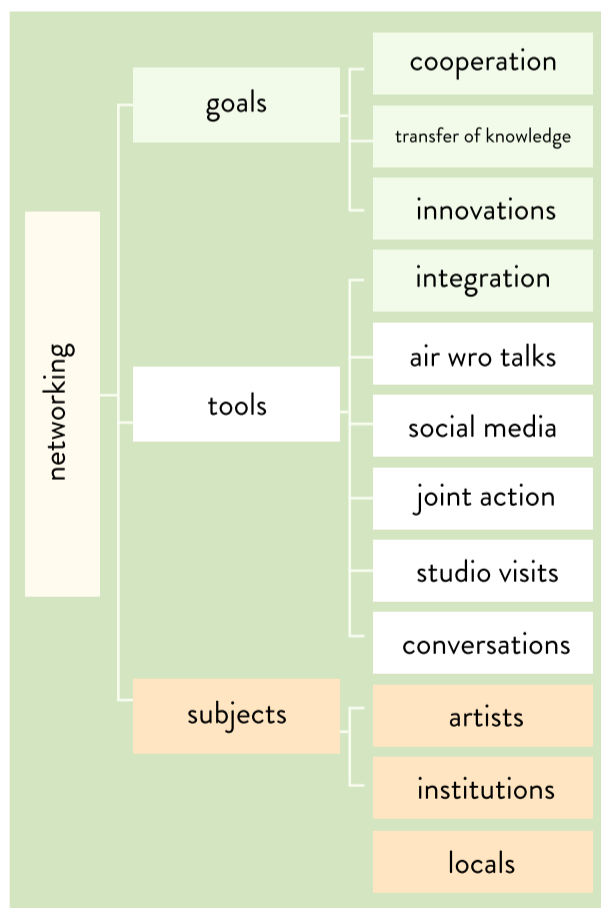 networking
goals
cooperation
transfer of knowledge
innovations
integration
tools
air wro talks
social media
joint action
studio visits
conversations
subjects
artists
institutions
locals